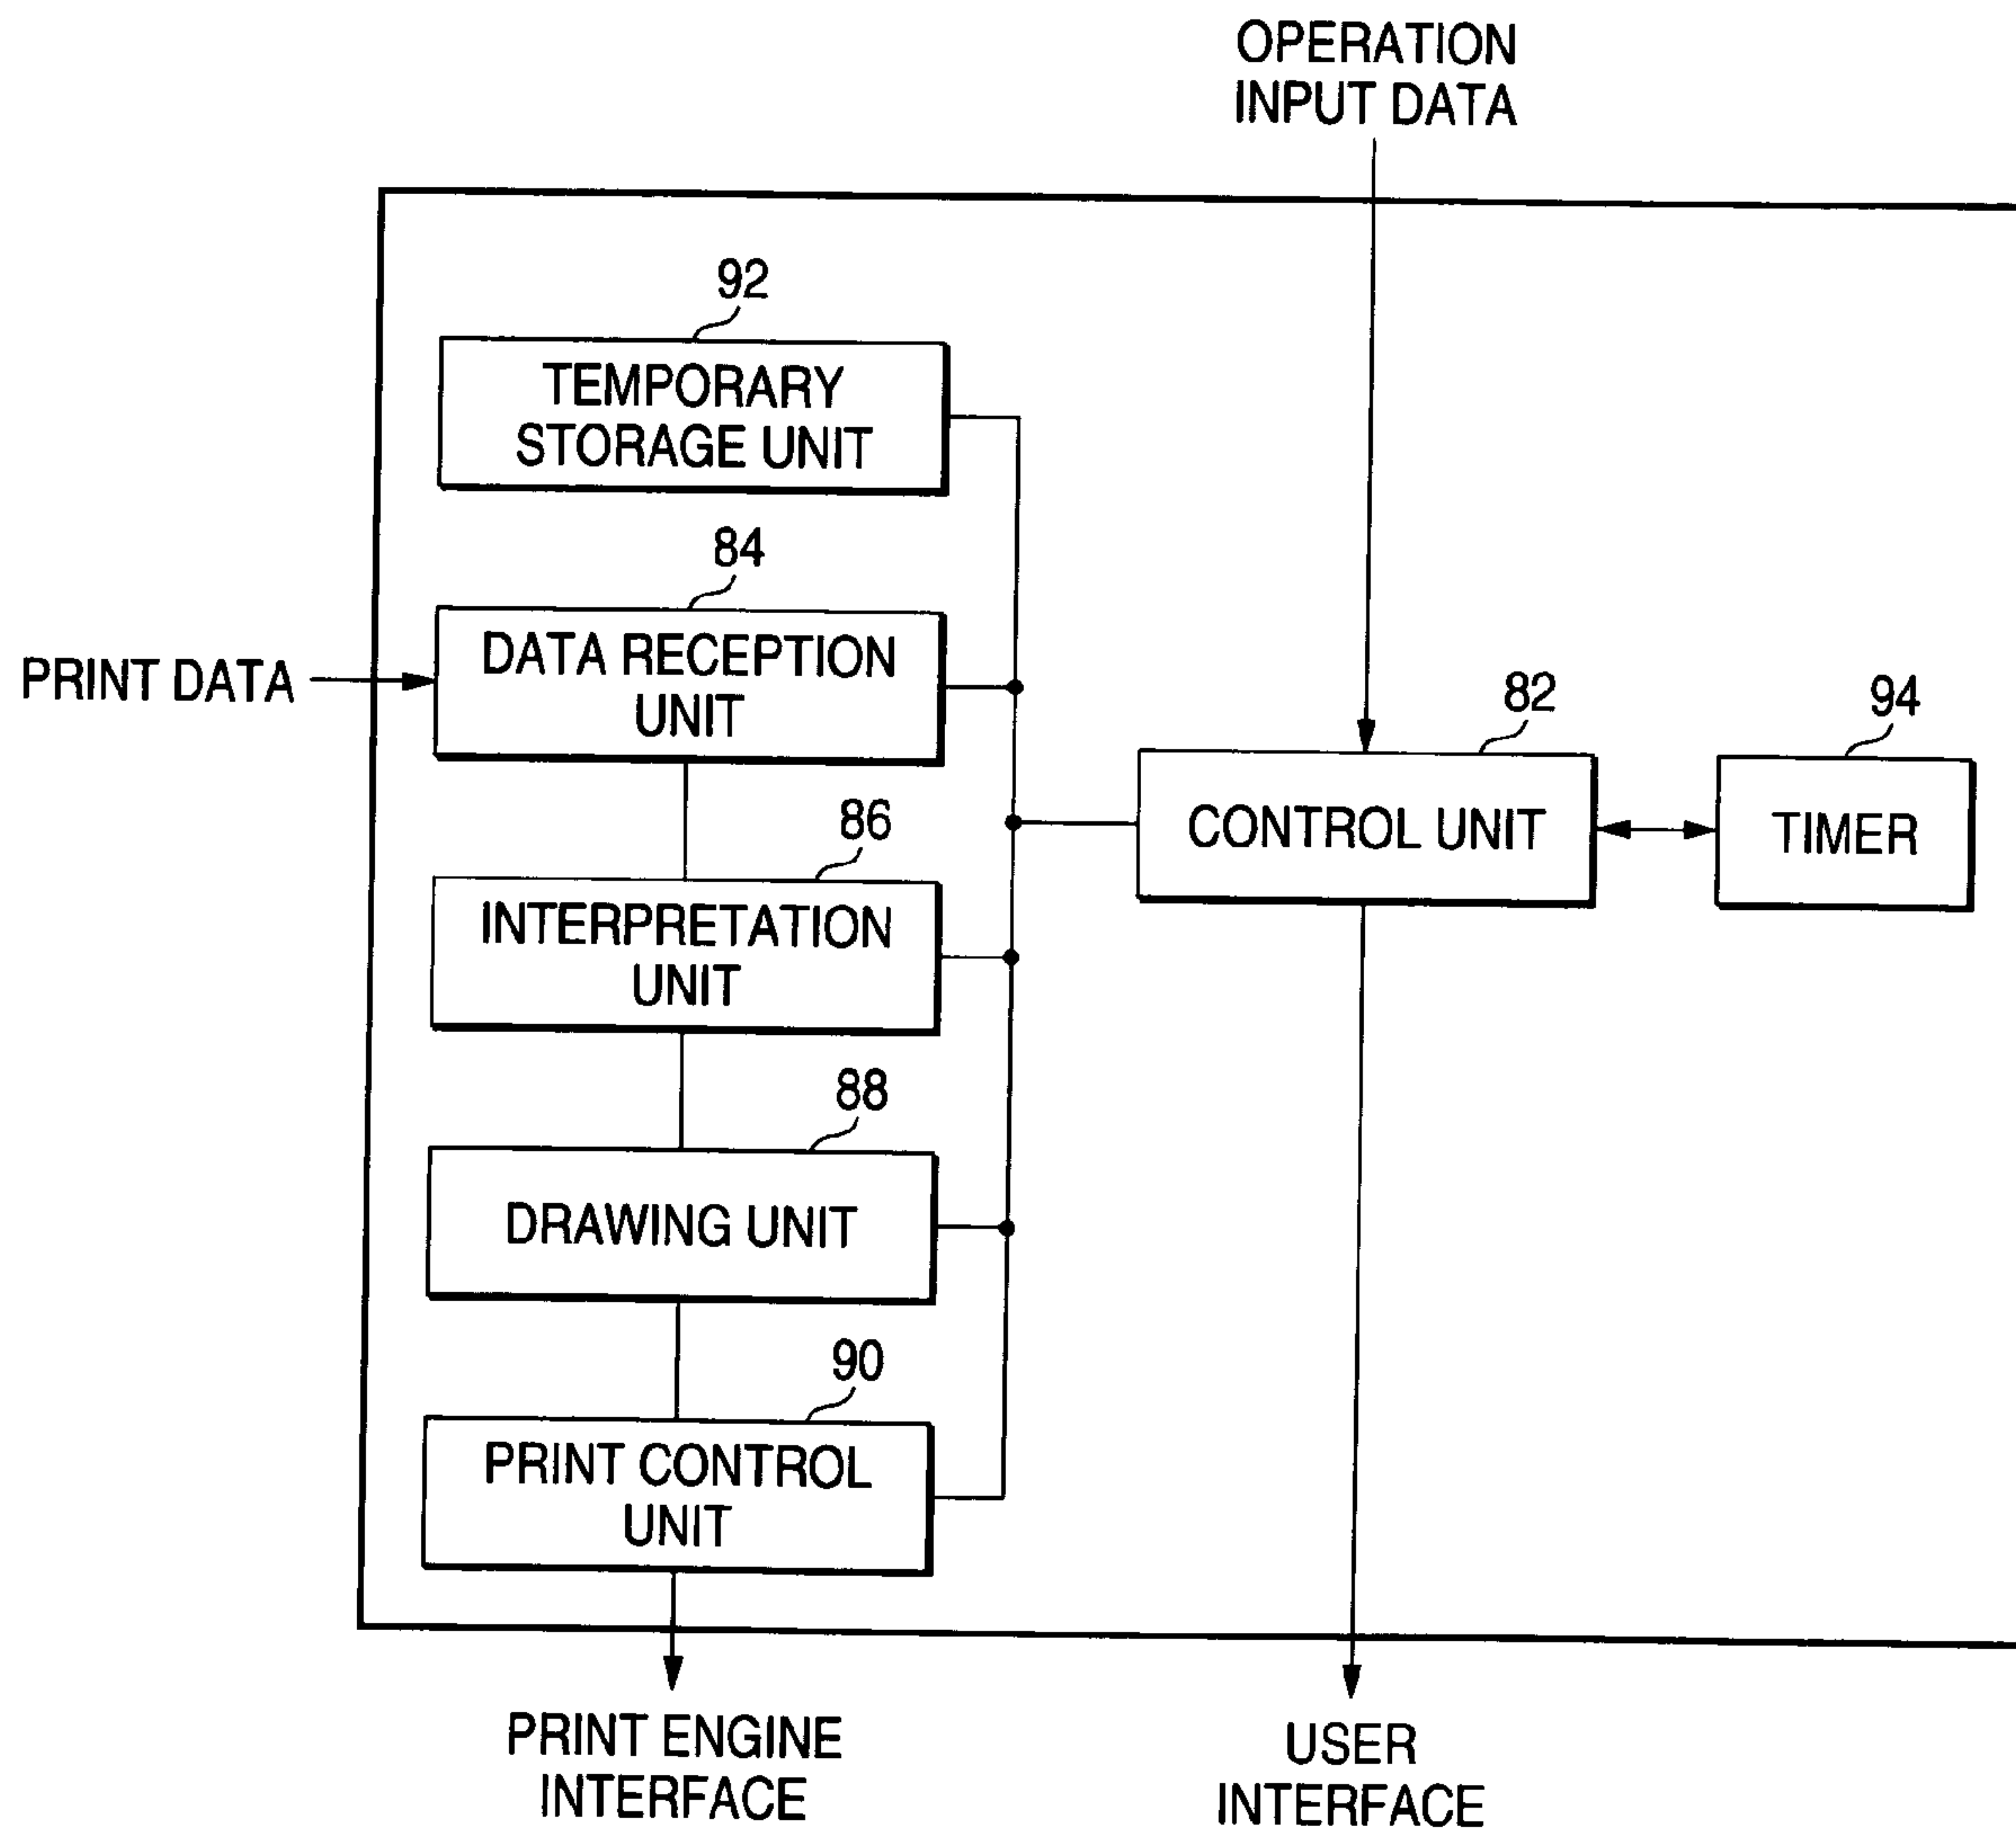 OPERATION
INPUT DATA
92
TEMPORARY
STORAGE UNIT
84
PRINT DATA
DATA RECEPTION
UNIT
82
94
CONTROL UNIT
TIMER
86
INTERPRETATION
UNIT
88
DRAWING UNIT
90
PRINT CONTROL
UNIT
PRINT ENGINE
INTERFACE
USER
INTERFACE